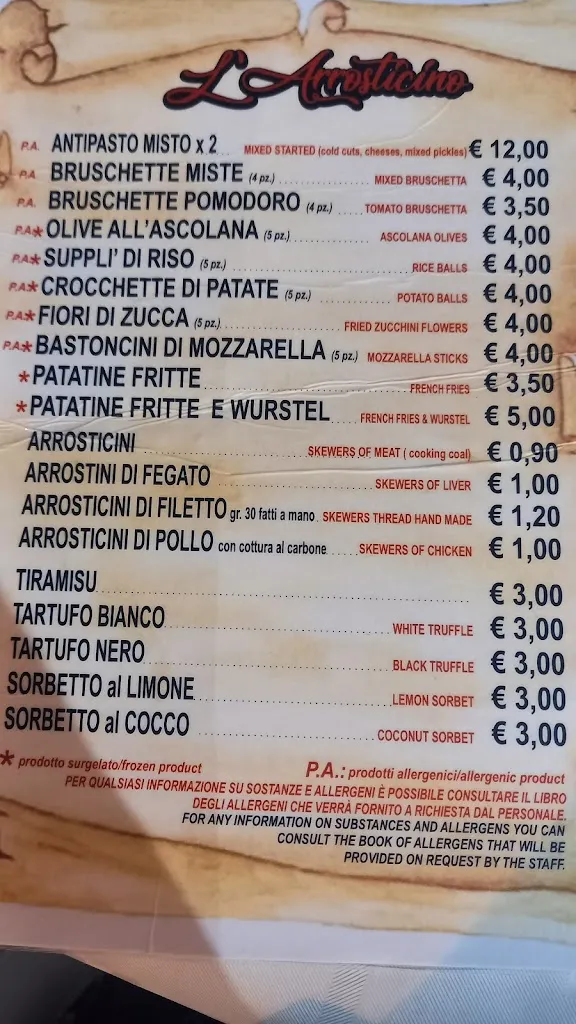 L'Arrosticino
P.A. ANTIPASTO MISTO x 2 MIXED STARTED (cold cuts, cheeses, mixed pickles) € 12,00
P.A. BRUSCHETTE MISTE (4 pz.) MIXED BRUSCHETTA € 4,00
P.A. BRUSCHETTE POMODORO (4 pz.) TOMATO BRUSCHETTA € 3,50
P.A* OLIVE ALL'ASCOLANA (5 pz.) ASCOLANA OLIVES € 4,00
P.A* SUPPLI' DI RISO (5 pz.) RICE BALLS € 4,00
P.A* CROCCHETTE DI PATATE (5 pz.) POTATO BALLS € 4,00
P.A* FIORI DI ZUCCA (5 pz.) FRIED ZUCCHINI FLOWERS € 4,00
P.A* BASTONCINI DI MOZZARELLA (5 pz.) MOZZARELLA STICKS € 4,00
* PATATINE FRITTE FRENCH FRIES € 3,50
* PATATINE FRITTE E WURSTEL FRENCH FRIES & WURSTEL € 5,00
ARROSTICINI SKEWERS OF MEAT ( cooking coal) € 0,90
ARROSTINI DI FEGATO SKEWERS OF LIVER € 1,00
ARROSTICINI DI FILETTO gr. 30 fatti a mano SKEWERS THREAD HAND MADE € 1,20
ARROSTICINI DI POLLO con cottura al carbone SKEWERS OF CHICKEN € 1,00
TIRAMISU € 3,00
TARTUFO BIANCO WHITE TRUFFLE € 3,00
TARTUFO NERO BLACK TRUFFLE € 3,00
SORBETTO al LIMONE LEMON SORBET € 3,00
SORBETTO al COCCO COCONUT SORBET € 3,00
* prodotto surgelato/frozen product P.A.: prodotti allergenici/allergenic product
PER QUALSIASI INFORMAZIONE SU SOSTANZE E ALLERGENI È POSSIBILE CONSULTARE IL LIBRO
DEGLI ALLERGENI CHE VERRÀ FORNITO A RICHIESTA DAL PERSONALE.
FOR ANY INFORMATION ON SUBSTANCES AND ALLERGENS YOU CAN
CONSULT THE BOOK OF ALLERGENS THAT WILL BE
PROVIDED ON REQUEST BY THE STAFF.